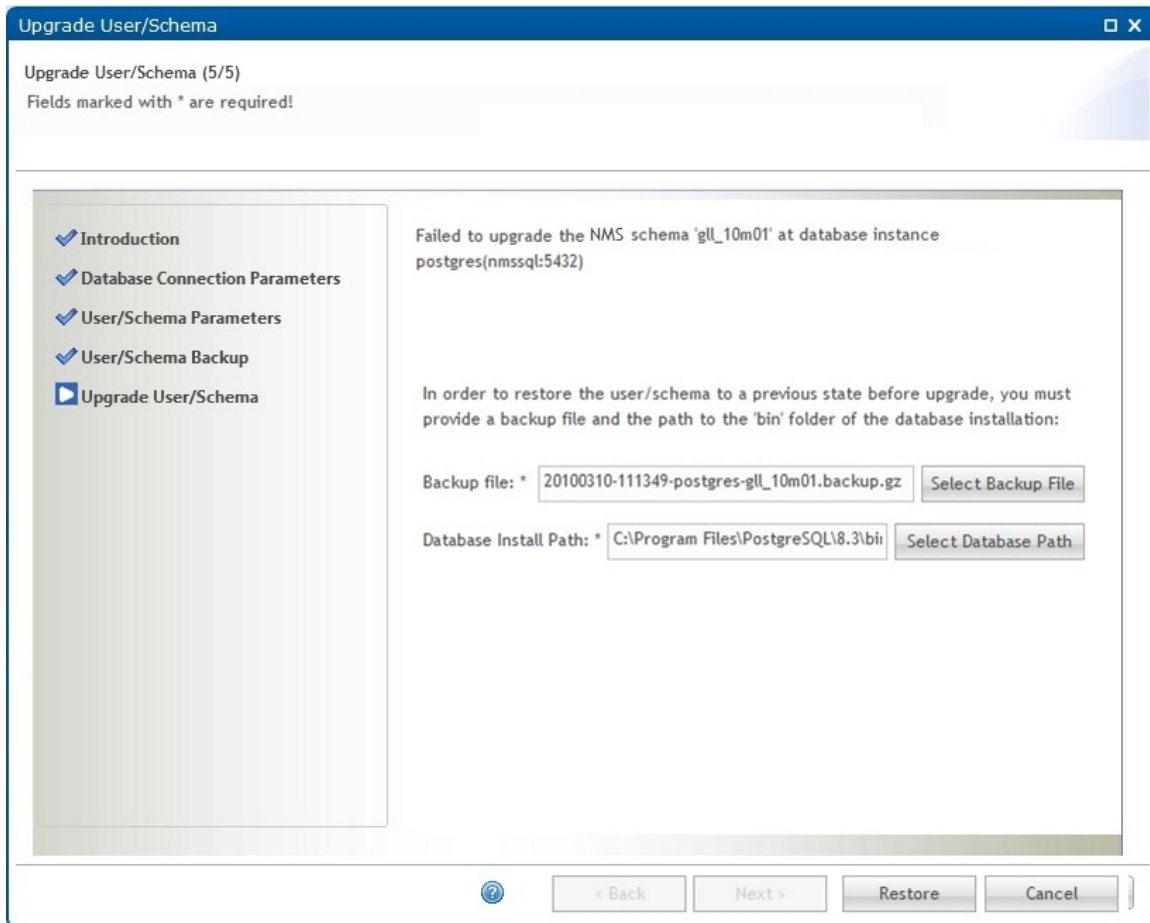 Upgrade User/Schema
Upgrade User/Schema (5/5)
Fields marked with * are required!
Introduction
Database Connection Parameters
User/Schema Parameters
User/Schema Backup
Upgrade User/Schema
Failed to upgrade the NMS schema 'gll_10m01' at database instance
postgres(nmssql:5432)
In order to restore the user/schema to a previous state before upgrade, you must
provide a backup file and the path to the 'bin' folder of the database installation:
Backup file: * 20100310-111349-postgres-gll_10m01.backup.gz Select Backup File
Database Install Path: * C:\Program Files\PostgreSQL\8.3\bin Select Database Path
? < Back Next > Restore Cancel